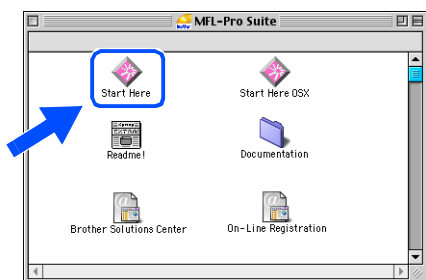 MFL-Pro Suite
Start Here
Start Here OSX
Readme!
Documentation
Brother Solutions Center
On-Line Registration